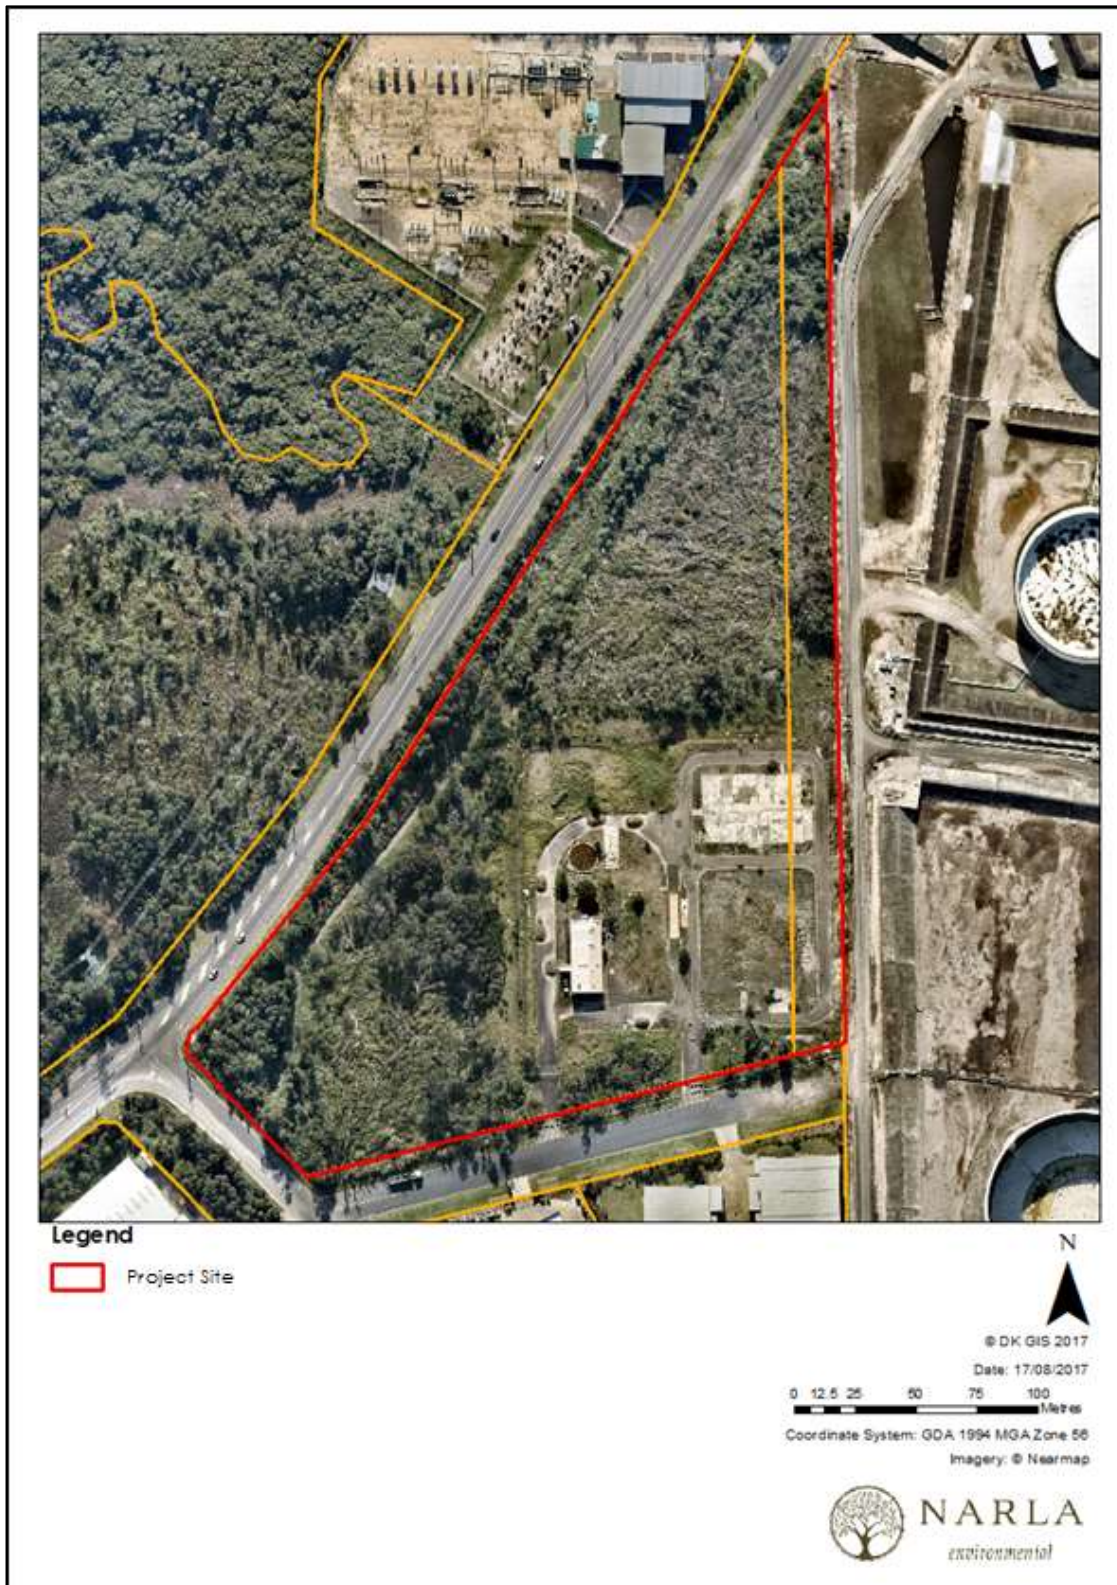 Legend
Project Site
N
© DK GIS 2017
Date: 17/08/2017
0 12.5 25 50 75 100
Metres
Coordinate System: GDA 1994 MGA Zone 56
Imagery: © Nearmap
NARLA
environmental